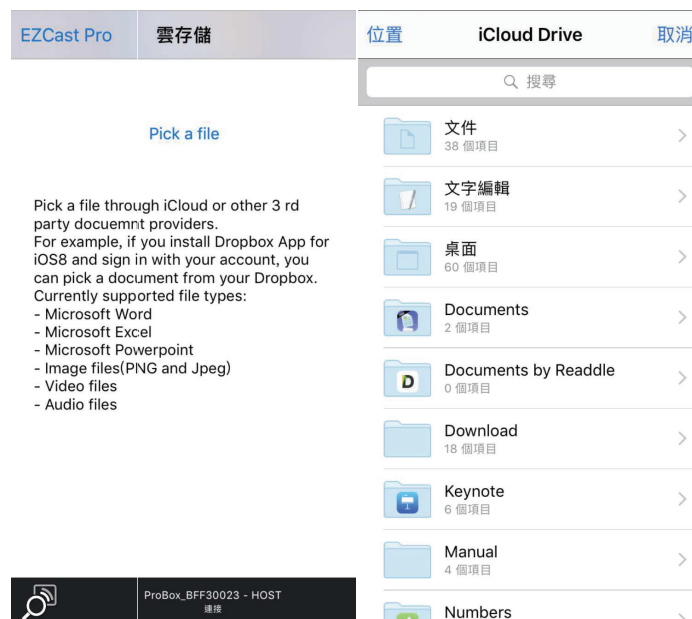 EZCast Pro
雲存儲
Pick a file
Pick a file through iCloud or other 3 rd
party docuemnt providers.
For example, if you install Dropbox App for
iOS8 and sign in with your account, you
can pick a document from your Dropbox.
Currently supported file types:
- Microsoft Word
- Microsoft Excel
- Microsoft Powerpoint
- Image files(PNG and Jpeg)
- Video files
- Audio files
ProBox_BFF30023 - HOST
連接
位置
iCloud Drive
取消
搜尋
文件
38 個項目
文字編輯
19 個項目
桌面
60 個項目
Documents
2 個項目
Documents by Readdle
0 個項目
Download
18 個項目
Keynote
6 個項目
Manual
4 個項目
Numbers